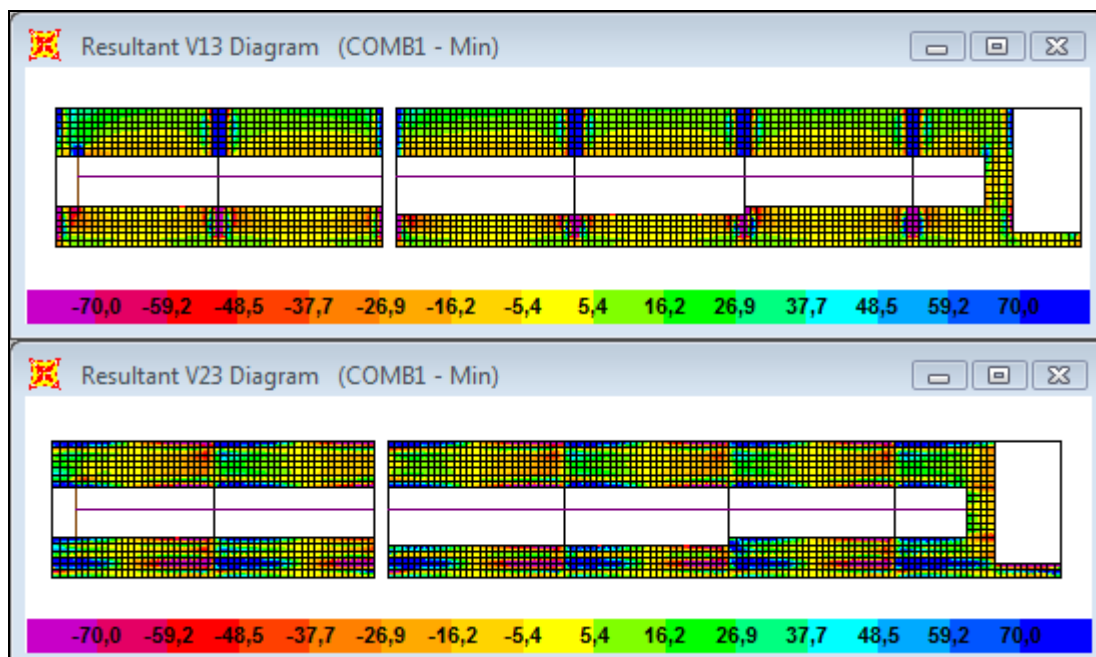 Resultant V13 Diagram (COMB1 - Min)
-70,0 -59,2 -48,5 -37,7 -26,9 -16,2 -5,4 5,4 16,2 26,9 37,7 48,5 59,2 70,0
Resultant V23 Diagram (COMB1 - Min)
-70,0 -59,2 -48,5 -37,7 -26,9 -16,2 -5,4 5,4 16,2 26,9 37,7 48,5 59,2 70,0